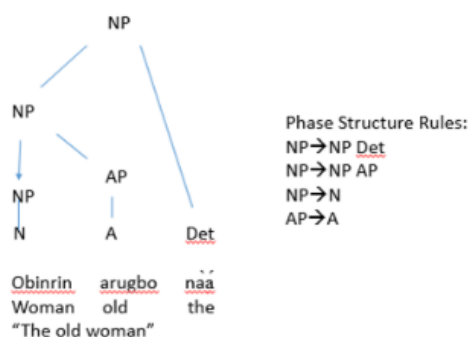 NP
NP
AP
NP
N A Det
Obinrin arugbo náà
Woman old the
“The old woman”
Phase Structure Rules:
NP→NP Det
NP→NP AP
NP→N
AP→A